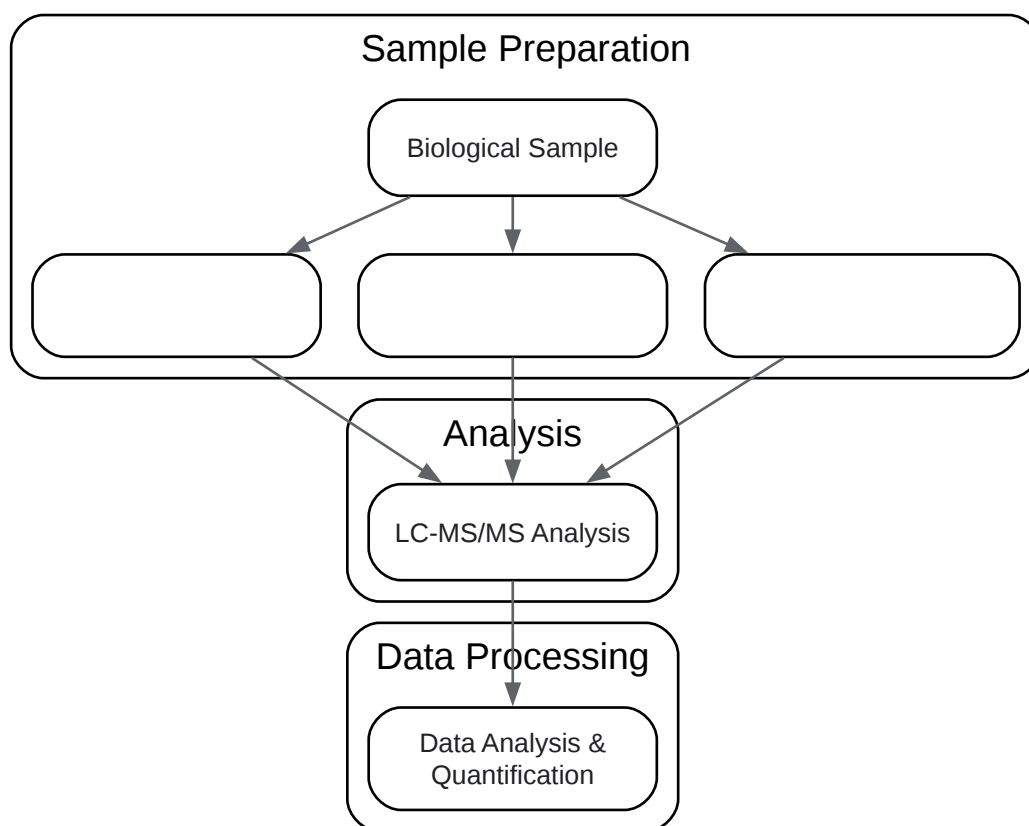 Sample Preparation
Biological Sample
Analysis
LC-MS/MS Analysis
Data Processing
Data Analysis &
Quantification